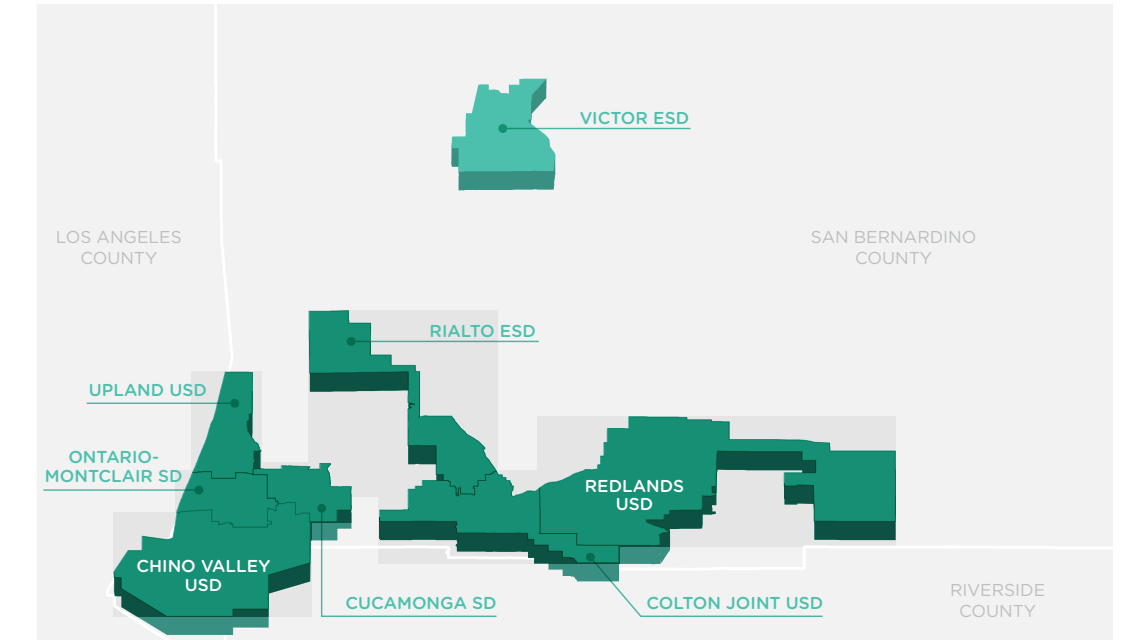 VICTOR ESD
LOS ANGELES
COUNTY
SAN BERNARDINO
COUNTY
RIALTO ESD
UPLAND USD
ONTARIO-
MONTCLAIR SD
REDLANDS
USD
CHINO VALLEY
USD
CUCAMONGA SD
COLTON JOINT USD
RIVERSIDE
COUNTY